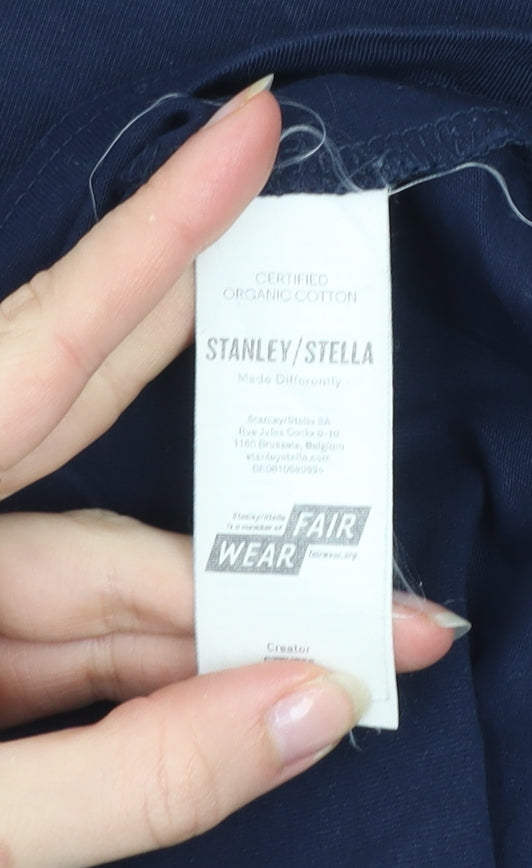 CERTIFIED
ORGANIC COTTON
STANLEY/STELLA
Made Differently
Stanley/Stella SA
Rue Jules Cockx 8-10
1160 Brussels, Belgium
stanleystella.com
Stanley/Stella
is a member of
FAIR
WEAR
fairwear.org
Creator